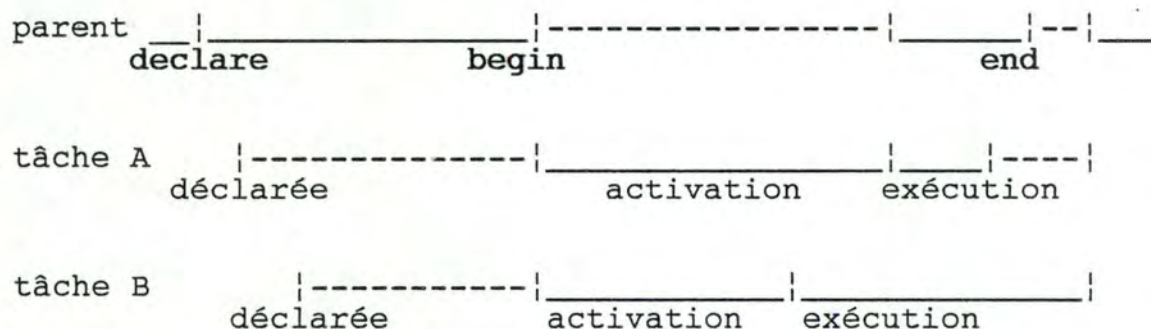 parent
declare begin end
tâche A
déclarée activation exécution
tâche B
déclarée activation exécution